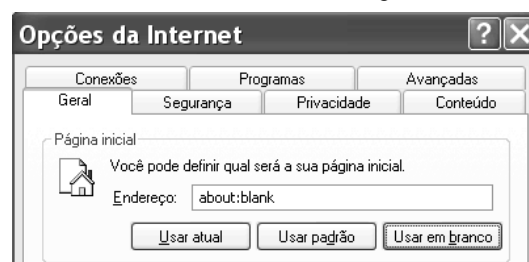 Opções da Internet ? X
Conexões Programas Avançadas
Geral Segurança Privacidade Conteúdo
Página inicial
Você pode definir qual será a sua página inicial.
Endereço: about:blank
Usar atual Usar padrão Usar em branco